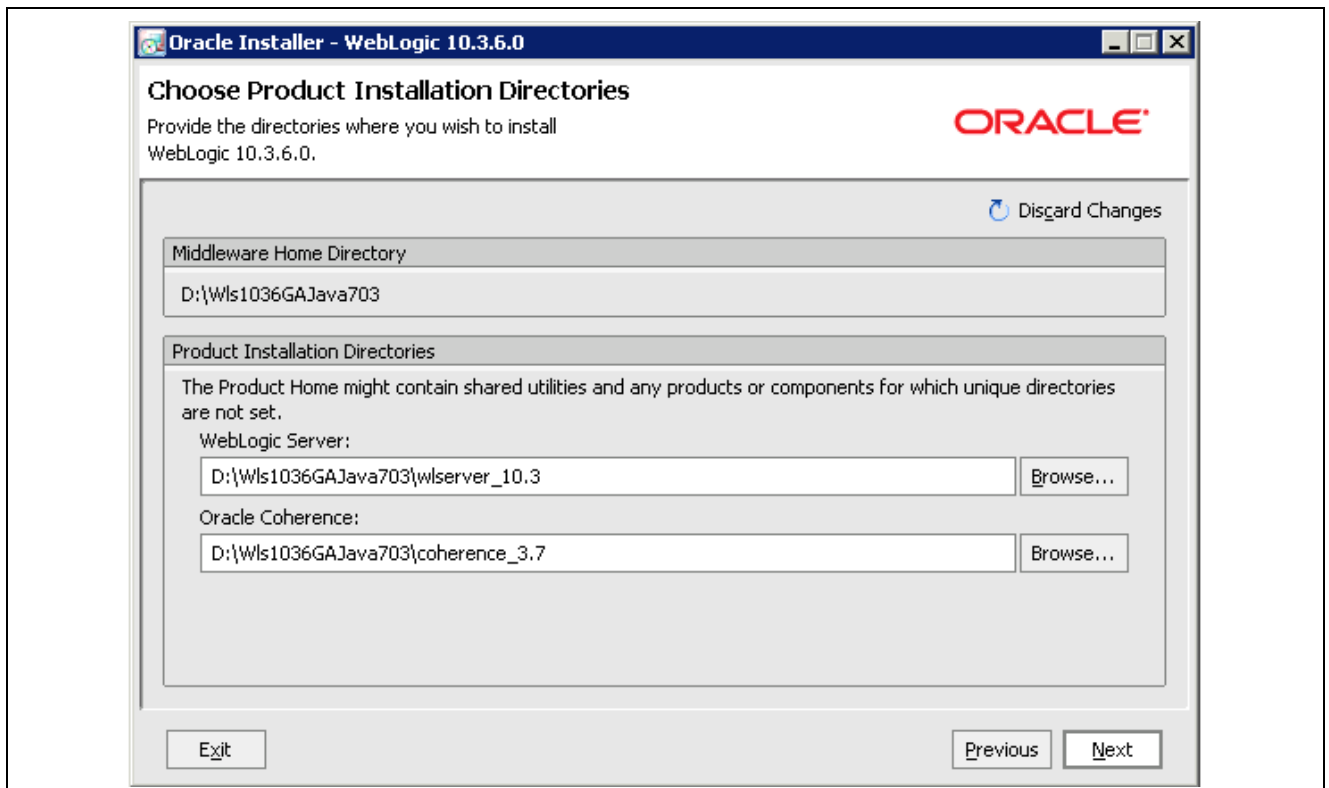 Oracle Installer - WebLogic 10.3.6.0
Choose Product Installation Directories
Provide the directories where you wish to install
WebLogic 10.3.6.0.
ORACLE
Discard Changes
Middleware Home Directory
D:\Wls1036GAJava703
Product Installation Directories
The Product Home might contain shared utilities and any products or components for which unique directories
are not set.
WebLogic Server:
D:\Wls1036GAJava703\wlserver_10.3
Browse...
Oracle Coherence:
D:\Wls1036GAJava703\coherence_3.7
Browse...
Exit
Previous
Next